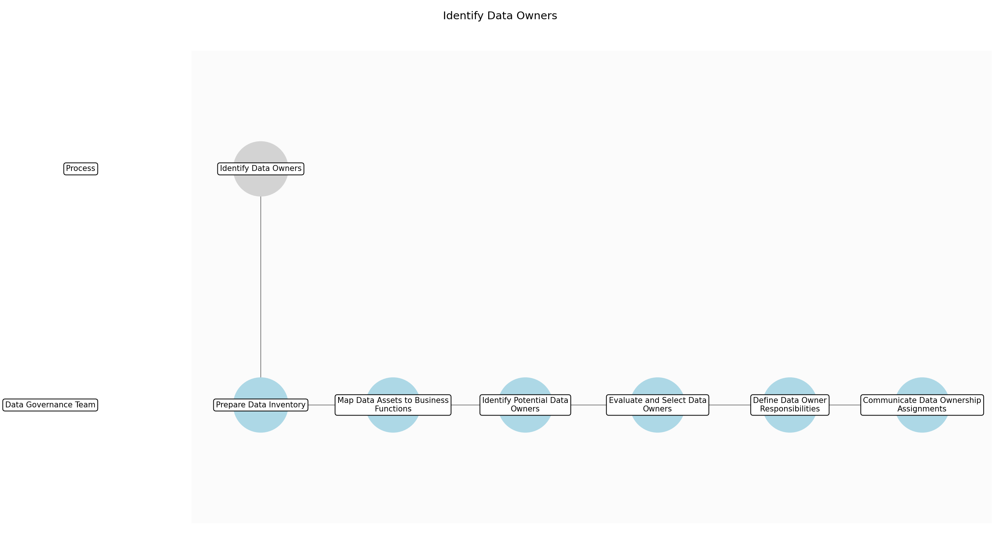 Identify Data Owners
Process
Identify Data Owners
Data Governance Team
Prepare Data Inventory
Map Data Assets to Business
Functions
Identify Potential Data
Owners
Evaluate and Select Data
Owners
Define Data Owner
Responsibilities
Communicate Data Ownership
Assignments